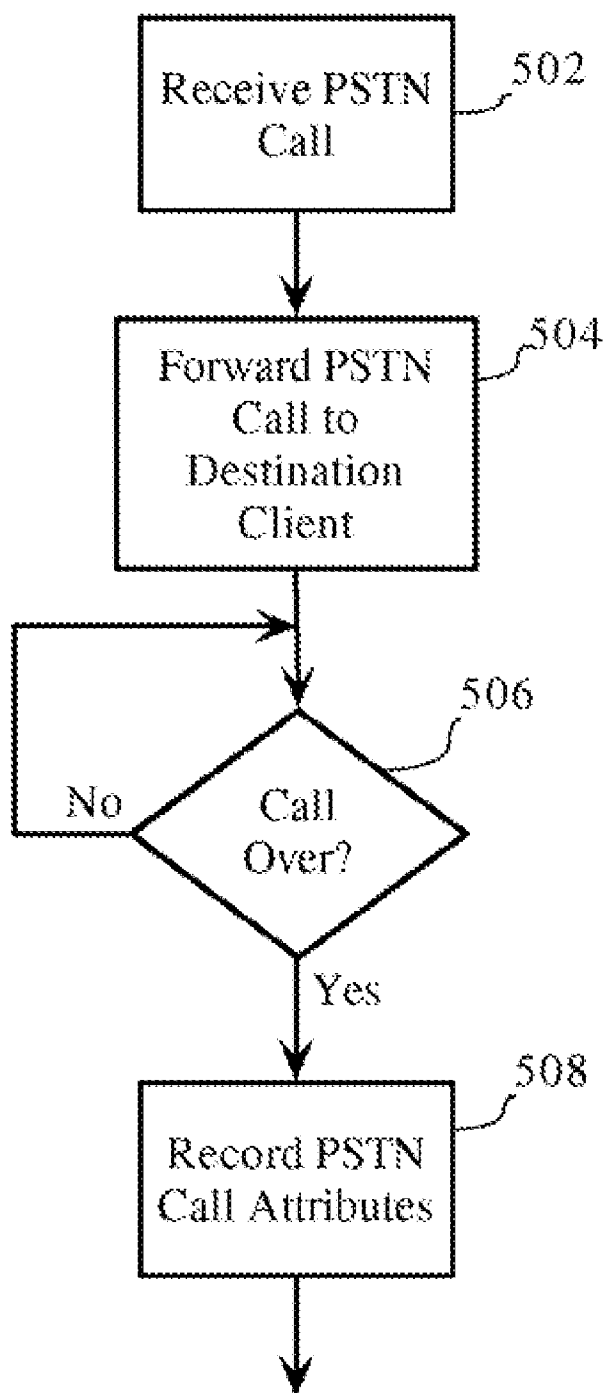 Receive PSTN
Call
502
Forward PSTN
Call to
Destination
Client
504
Call
Over?
506
No
Yes
Record PSTN
Call Attributes
508